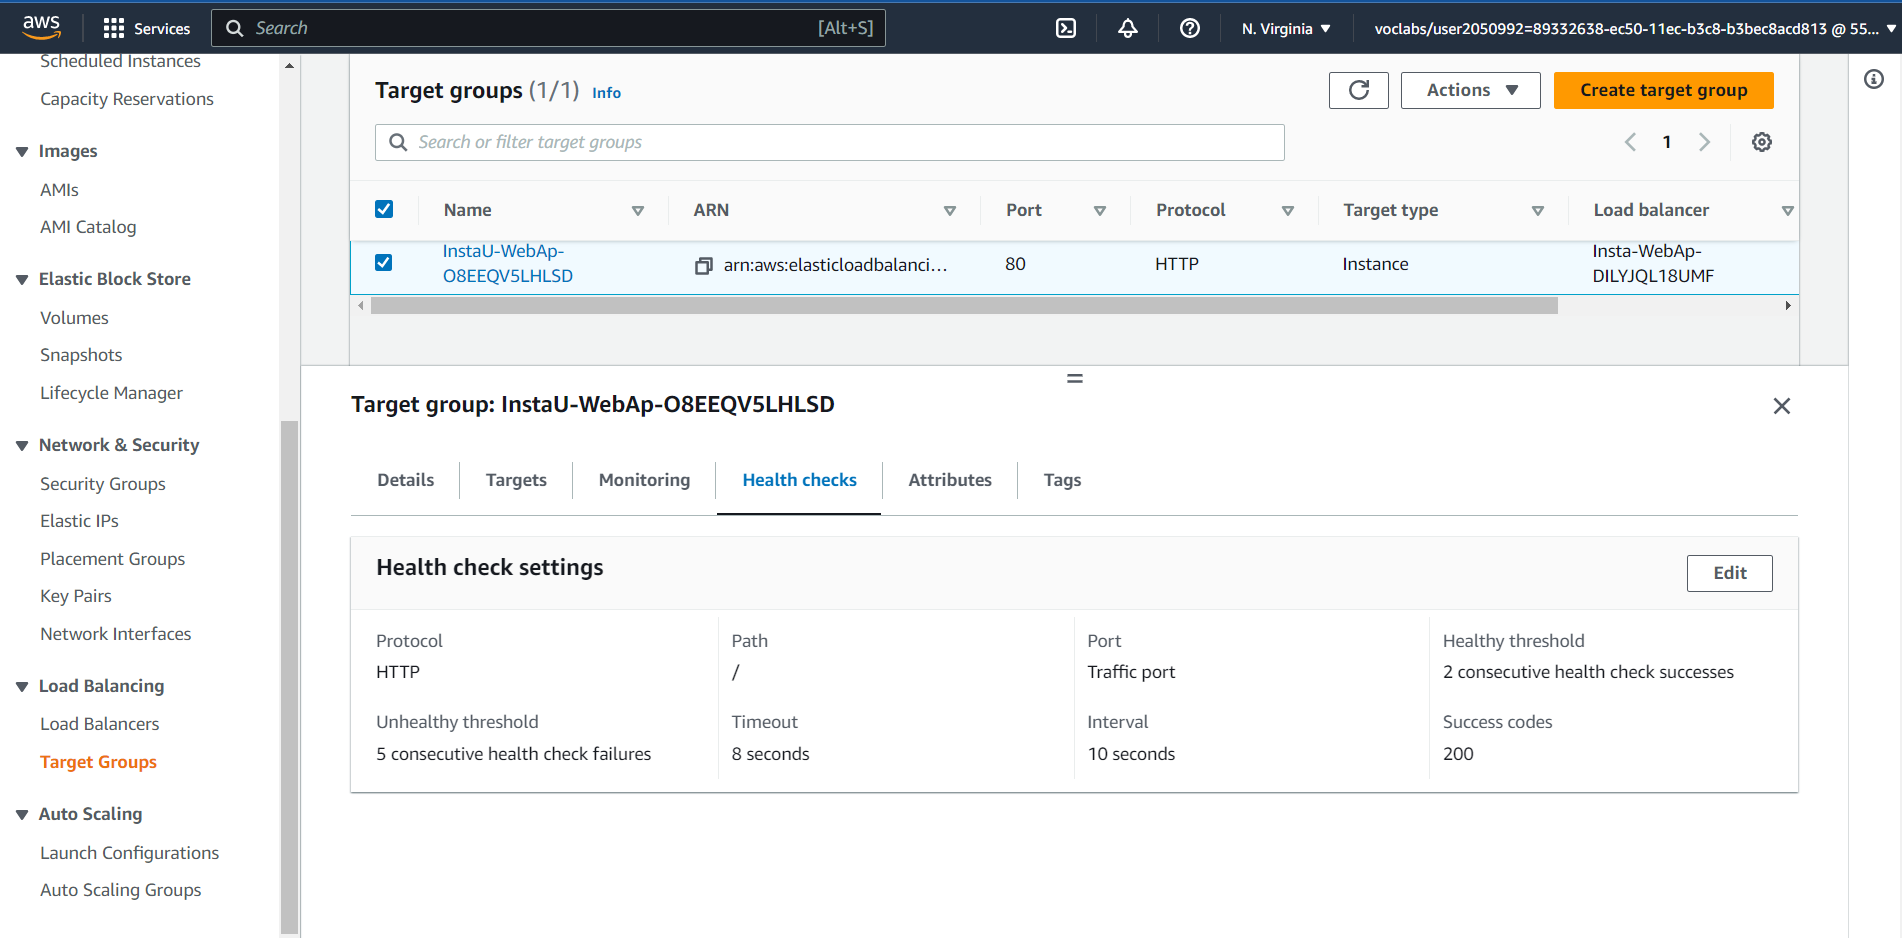 aws
Services
Search
[Alt+S]
N. Virginia
voclabs/user2050992=89332638-ec50-11ec-b3c8-b3bec8acd813 @ 55...
Scheduled Instances
Capacity Reservations
Images
AMIs
AMI Catalog
Elastic Block Store
Volumes
Snapshots
Lifecycle Manager
Network & Security
Security Groups
Elastic IPs
Placement Groups
Key Pairs
Network Interfaces
Load Balancing
Load Balancers
Target Groups
Auto Scaling
Launch Configurations
Auto Scaling Groups
Target groups (1/1) Info
Actions
Create target group
Search or filter target groups
1
Name ARN Port Protocol Target type Load balancer
InstaU-WebAp-
O8EEQV5LHLSD
arn:aws:elasticloadbalanci...
80
HTTP
Instance
Insta-WebAp-
DILYJQL18UMF
Target group: InstaU-WebAp-O8EEQV5LHLSD
Details Targets Monitoring Health checks Attributes Tags
Health check settings
Edit
Protocol
HTTP
Path
/
Port
Traffic port
Healthy threshold
2 consecutive health check successes
Unhealthy threshold
5 consecutive health check failures
Timeout
8 seconds
Interval
10 seconds
Success codes
200